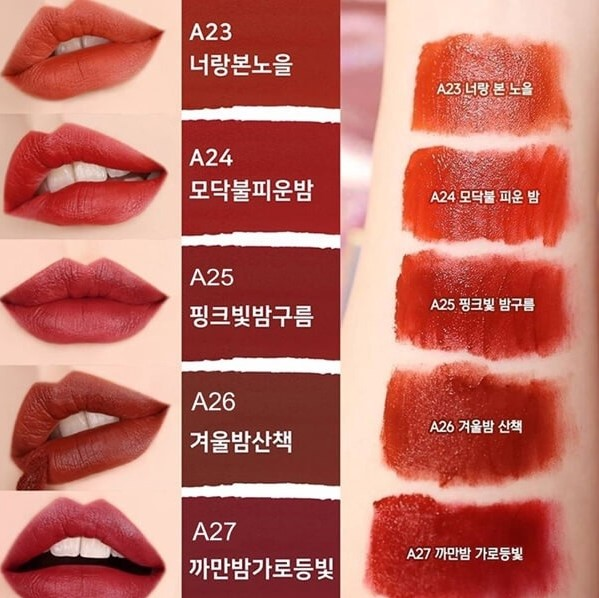 A23
너랑본노을
A24
모닥불피운밤
A25
핑크빛밤구름
A26
겨울밤산책
A27
까만밤가로등빛
A23 너랑 본 노을
A24 모닥불 피운 밤
A25 핑크빛 밤구름
A26 겨울밤 산책
A27 까만밤 가로등빛